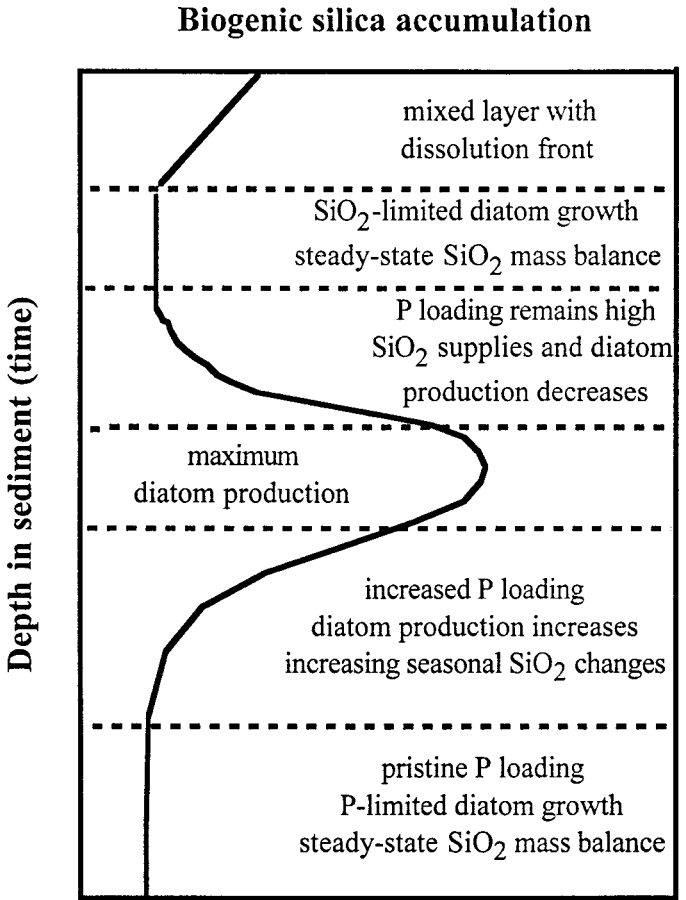 Biogenic silica accumulation
mixed layer with
dissolution front
SiO2-limited diatom growth
steady-state SiO2 mass balance
P loading remains high
SiO2 supplies and diatom
production decreases
maximum
diatom production
increased P loading
diatom production increases
increasing seasonal SiO2 changes
pristine P loading
P-limited diatom growth
steady-state SiO2 mass balance
Depth in sediment (time)